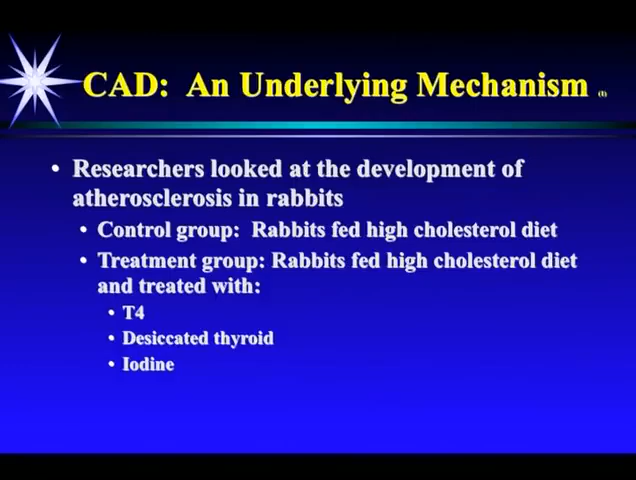 CAD: An Underlying Mechanism (1)
• Researchers looked at the development of
atherosclerosis in rabbits
• Control group: Rabbits fed high cholesterol diet
• Treatment group: Rabbits fed high cholesterol diet
and treated with:
• T4
• Desiccated thyroid
• Iodine